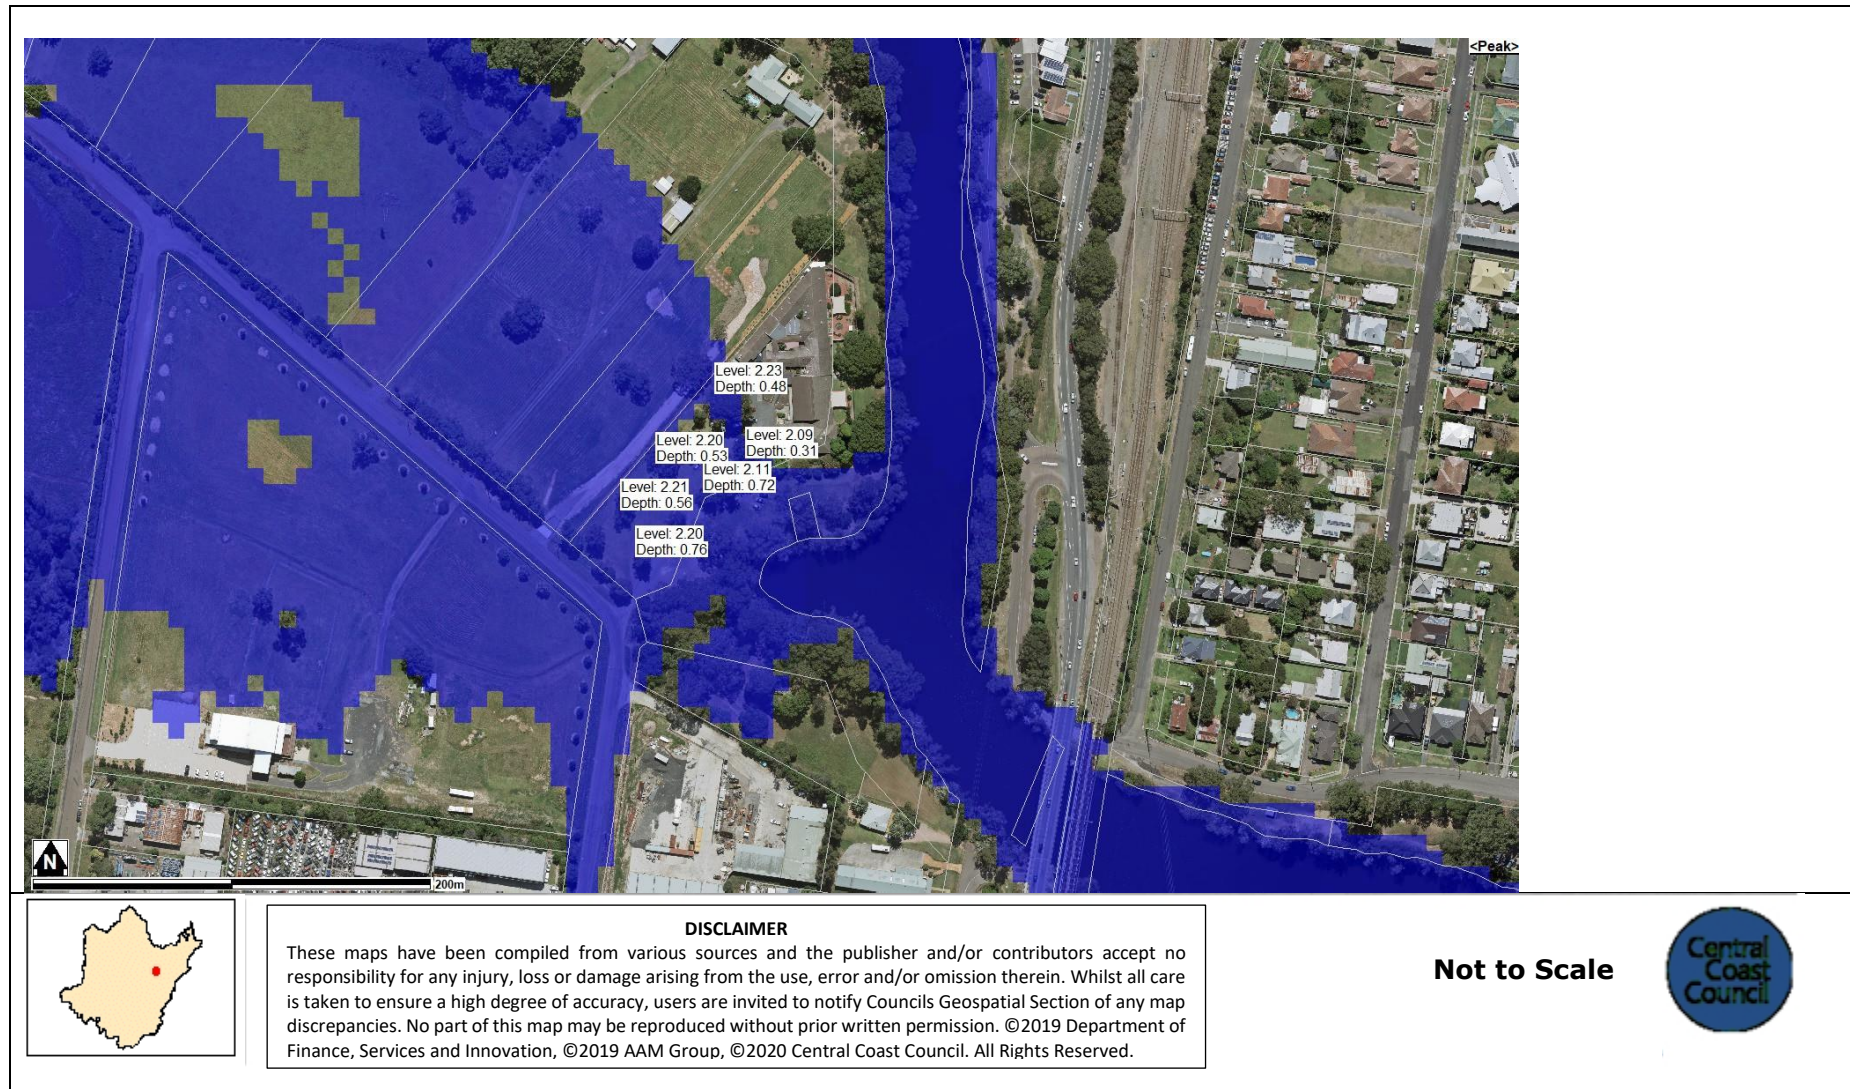 <Peak>
Level: 2.23
Depth: 0.48
Level: 2.20
Depth: 0.53
Level: 2.09
Depth: 0.31
Level: 2.11
Depth: 0.72
Level: 2.21
Depth: 0.56
Level: 2.20
Depth: 0.76
N
200m
DISCLAIMER
These maps have been compiled from various sources and the publisher and/or contributors accept no
responsibility for any injury, loss or damage arising from the use, error and/or omission therein. Whilst all care
is taken to ensure a high degree of accuracy, users are invited to notify Councils Geospatial Section of any map
discrepancies. No part of this map may be reproduced without prior written permission. ©2019 Department of
Finance, Services and Innovation, ©2019 AAM Group, ©2020 Central Coast Council. All Rights Reserved.
Not to Scale
Central
Coast
Council